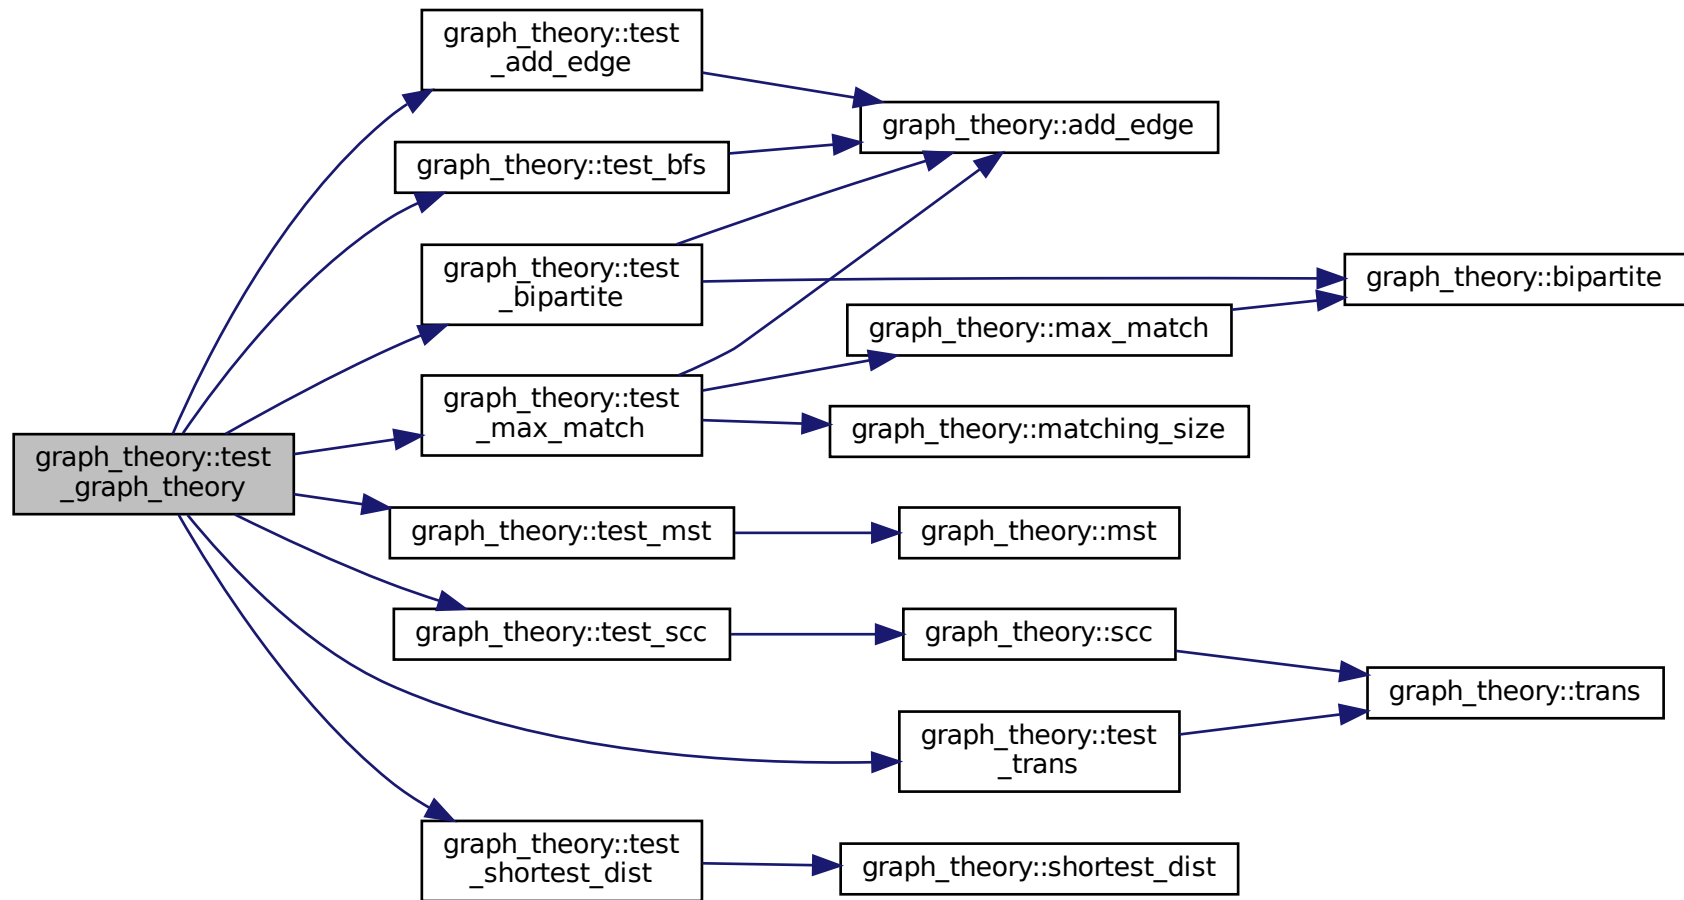 graph_theory::test
_add_edge
graph_theory::add_edge
graph_theory::test_bfs
graph_theory::test
_bipartite
graph_theory::bipartite
graph_theory::max_match
graph_theory::test
_max_match
graph_theory::matching_size
graph_theory::test
_graph_theory
graph_theory::test_mst
graph_theory::mst
graph_theory::test_scc
graph_theory::scc
graph_theory::trans
graph_theory::test
_trans
graph_theory::test
_shortest_dist
graph_theory::shortest_dist